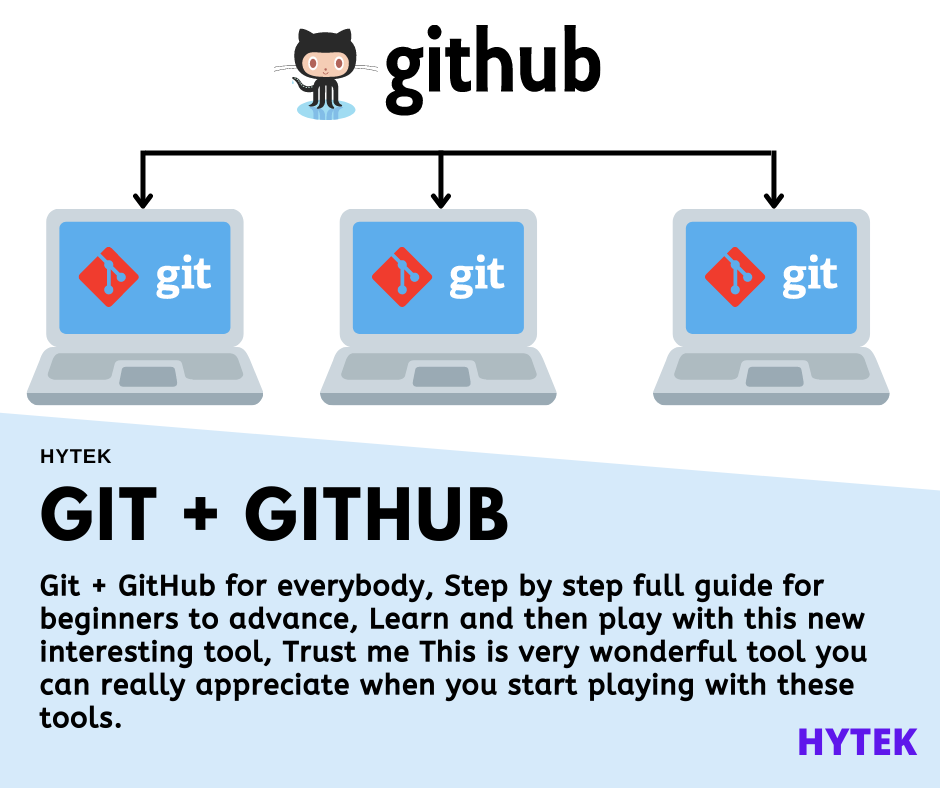 github
git
git
git
HYTEK
GIT + GITHUB
Git + GitHub for everybody, Step by step full guide for
beginners to advance, Learn and then play with this new
interesting tool, Trust me This is very wonderful tool you
can really appreciate when you start playing with these
tools.
HYTEK